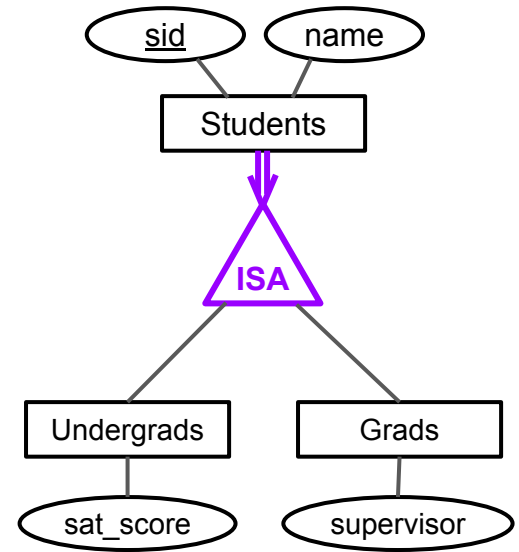 sid
name
Students
ISA
Undergrads
Grads
sat_score
supervisor